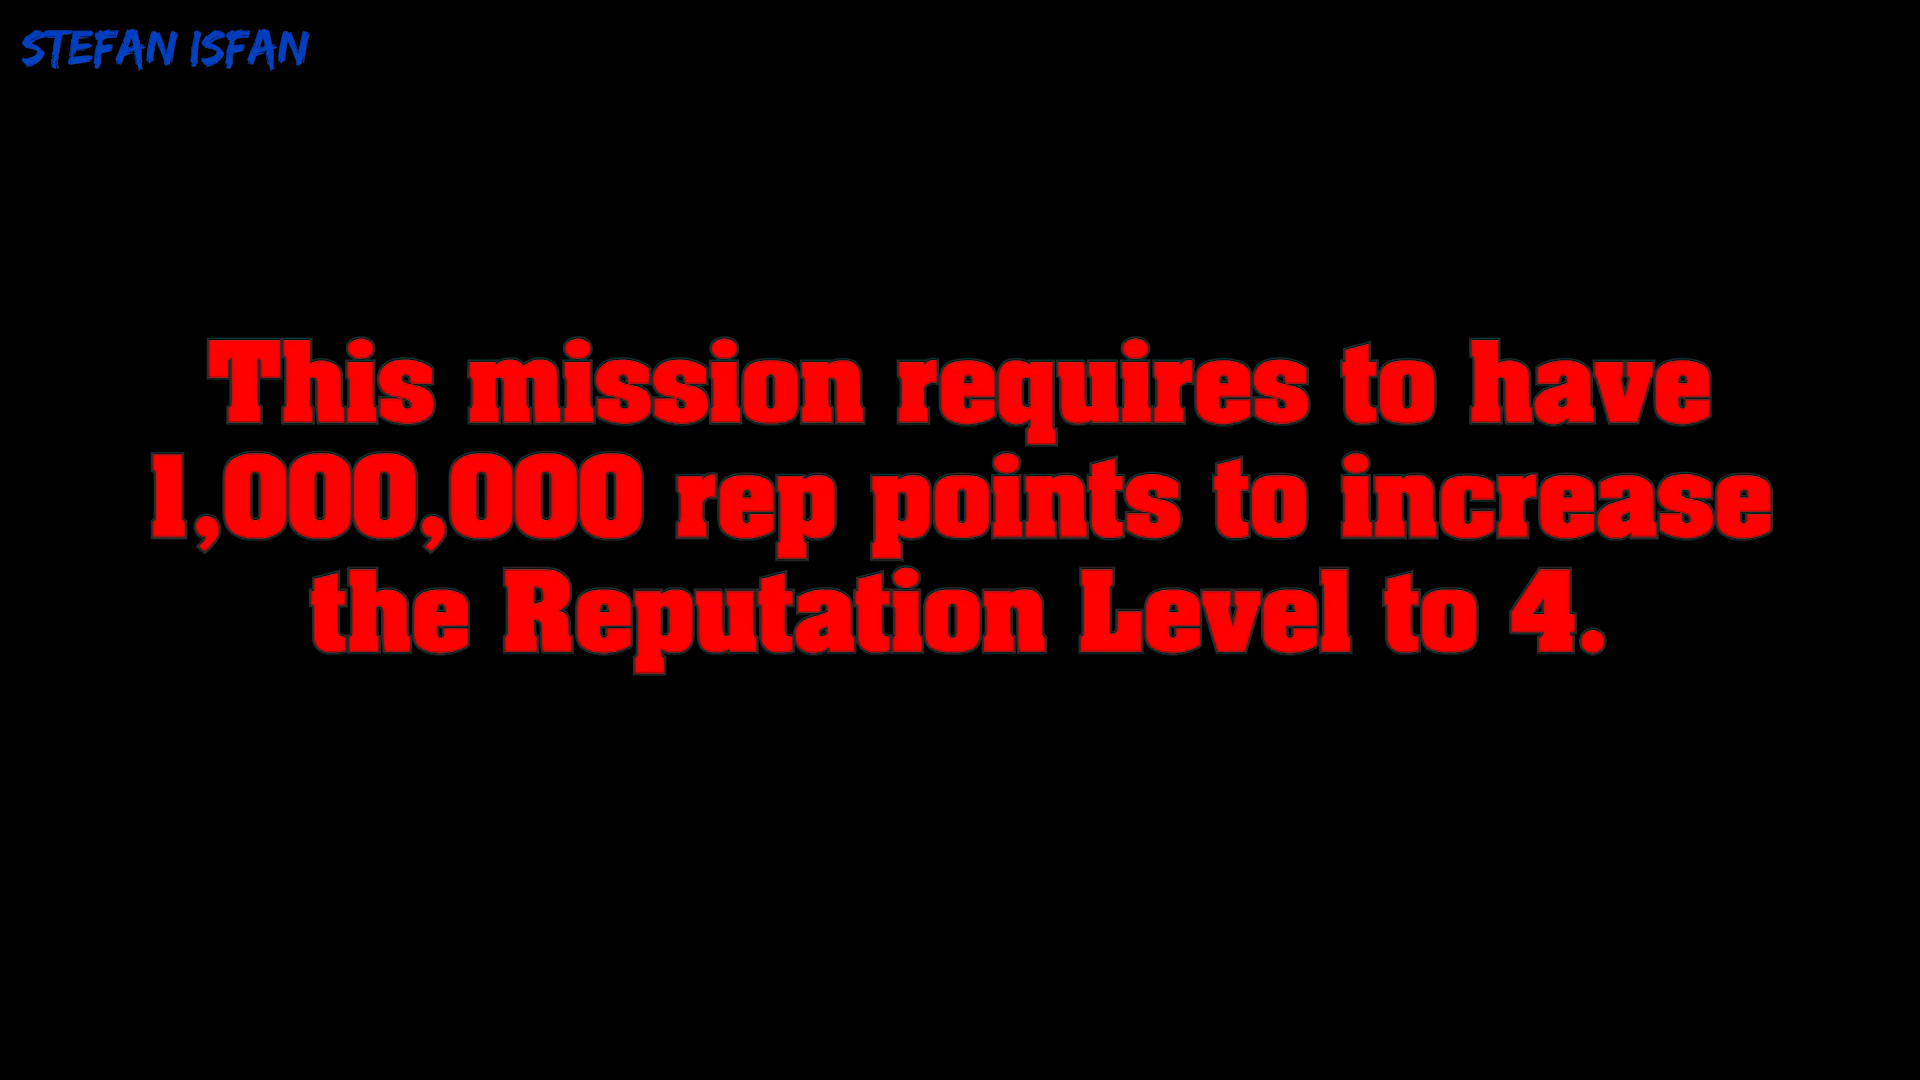 STEFAN ISFAN
This mission requires to have
1,000,000 rep points to increase
the Reputation Level to 4.